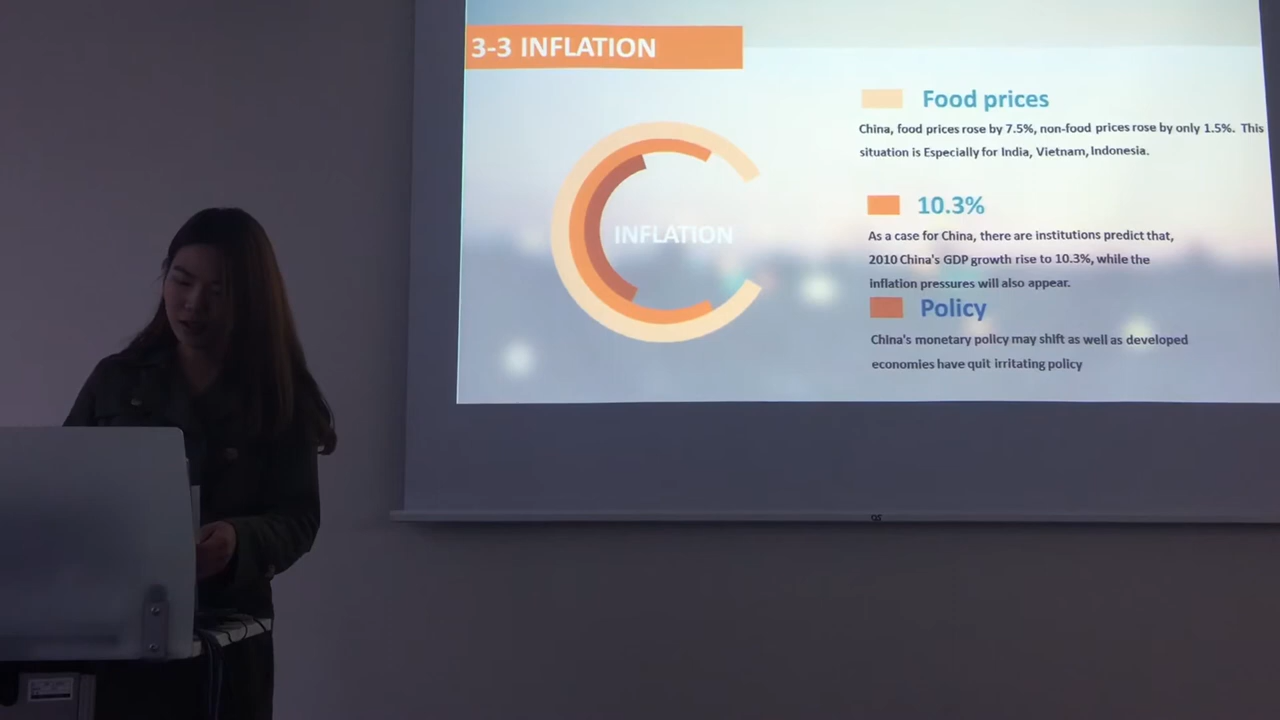 3-3 INFLATION
INFLATION
Food prices
China, food prices rose by 7.5%, non-food prices rose by only 1.5%. This
situation is Especially for India, Vietnam, Indonesia.
10.3%
As a case for China, there are institutions predict that,
2010 China's GDP growth rise to 10.3%, while the
inflation pressures will also appear.
Policy
China's monetary policy may shift as well as developed
economies have quit irritating policy